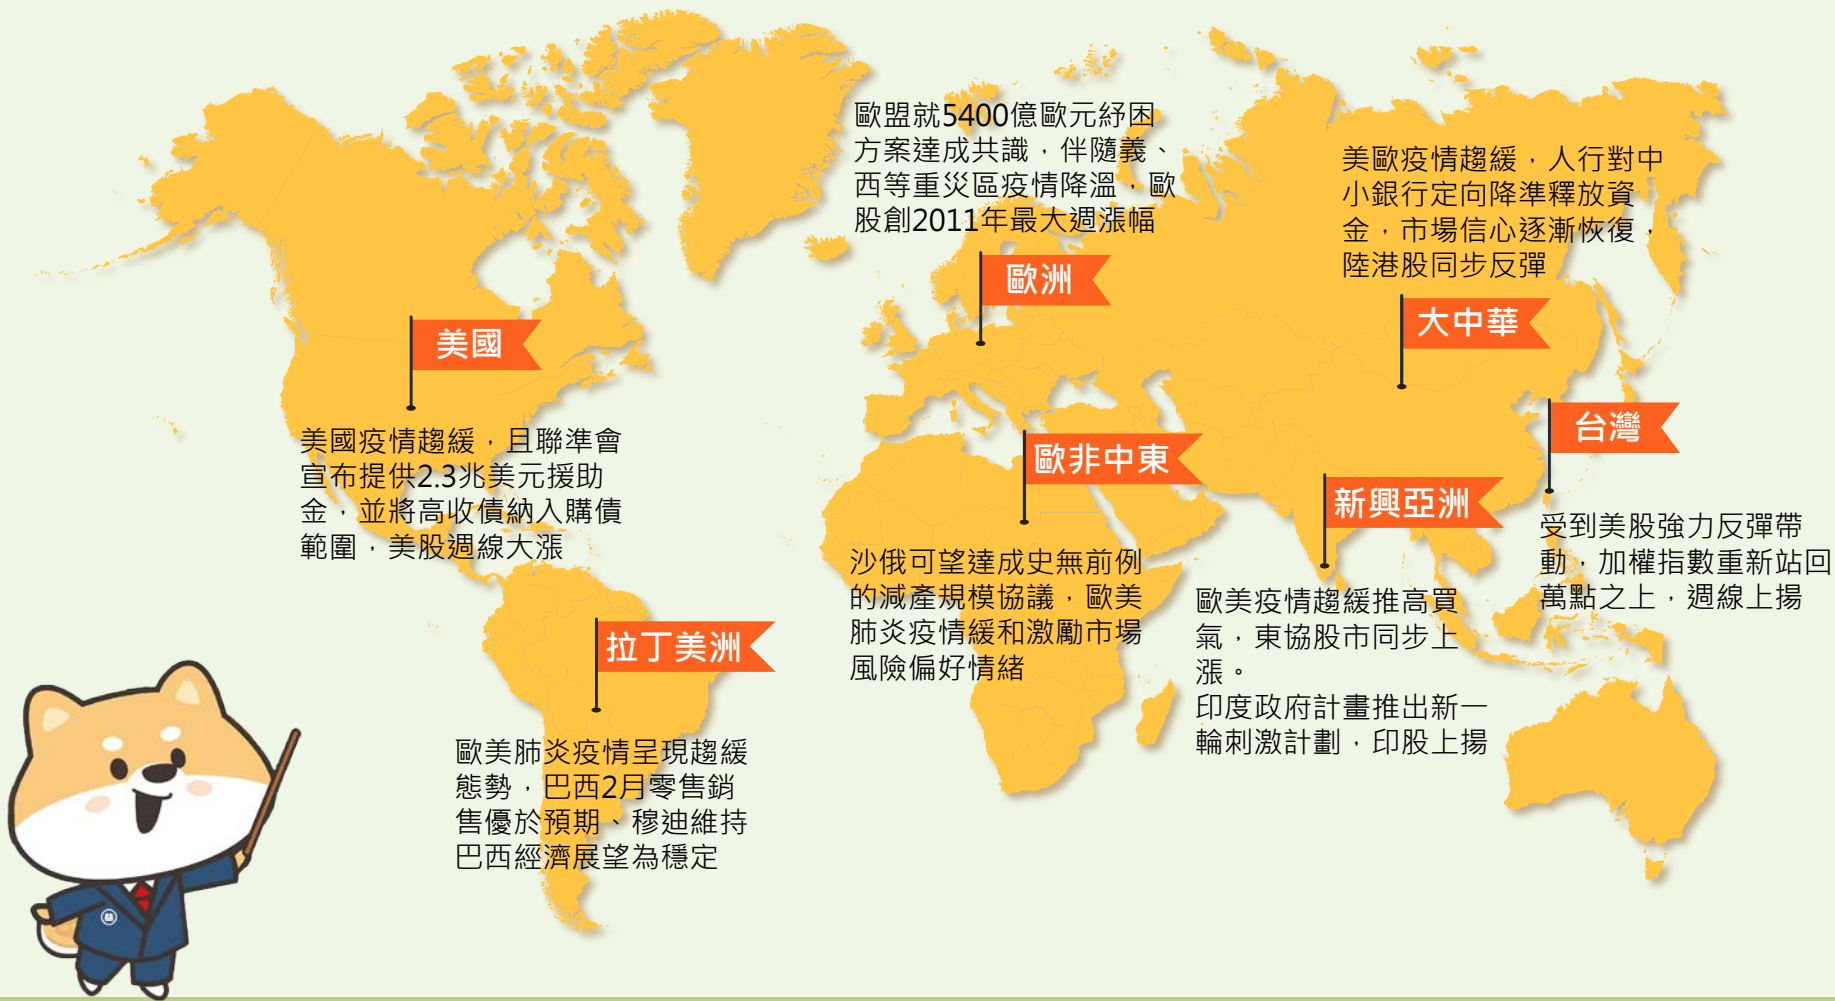 歐盟就5400億歐元紓困
方案達成共識，伴隨義、
西等重災區疫情降溫，歐
股創2011年最大週漲幅
歐洲
美歐疫情趨緩，人行對中
小銀行定向降準釋放資
金，市場信心逐漸恢復，
陸港股同步反彈
大中華
美國
美國疫情趨緩，且聯準會
宣布提供2.3兆美元援助
金，並將高收債納入購債
範圍，美股週線大漲
歐非中東
沙俄可望達成史無前例
的減產規模協議，歐美
肺炎疫情緩和激勵市場
風險偏好情緒
新興亞洲
歐美疫情趨緩推高買
氣，東協股市同步上
漲。
印度政府計畫推出新一
輪刺激計劃，印股上揚
台灣
受到美股強力反彈帶
動，加權指數重新站回
萬點之上，週線上揚
拉丁美洲
歐美肺炎疫情呈現趨緩
態勢，巴西2月零售銷
售優於預期、穆迪維持
巴西經濟展望為穩定